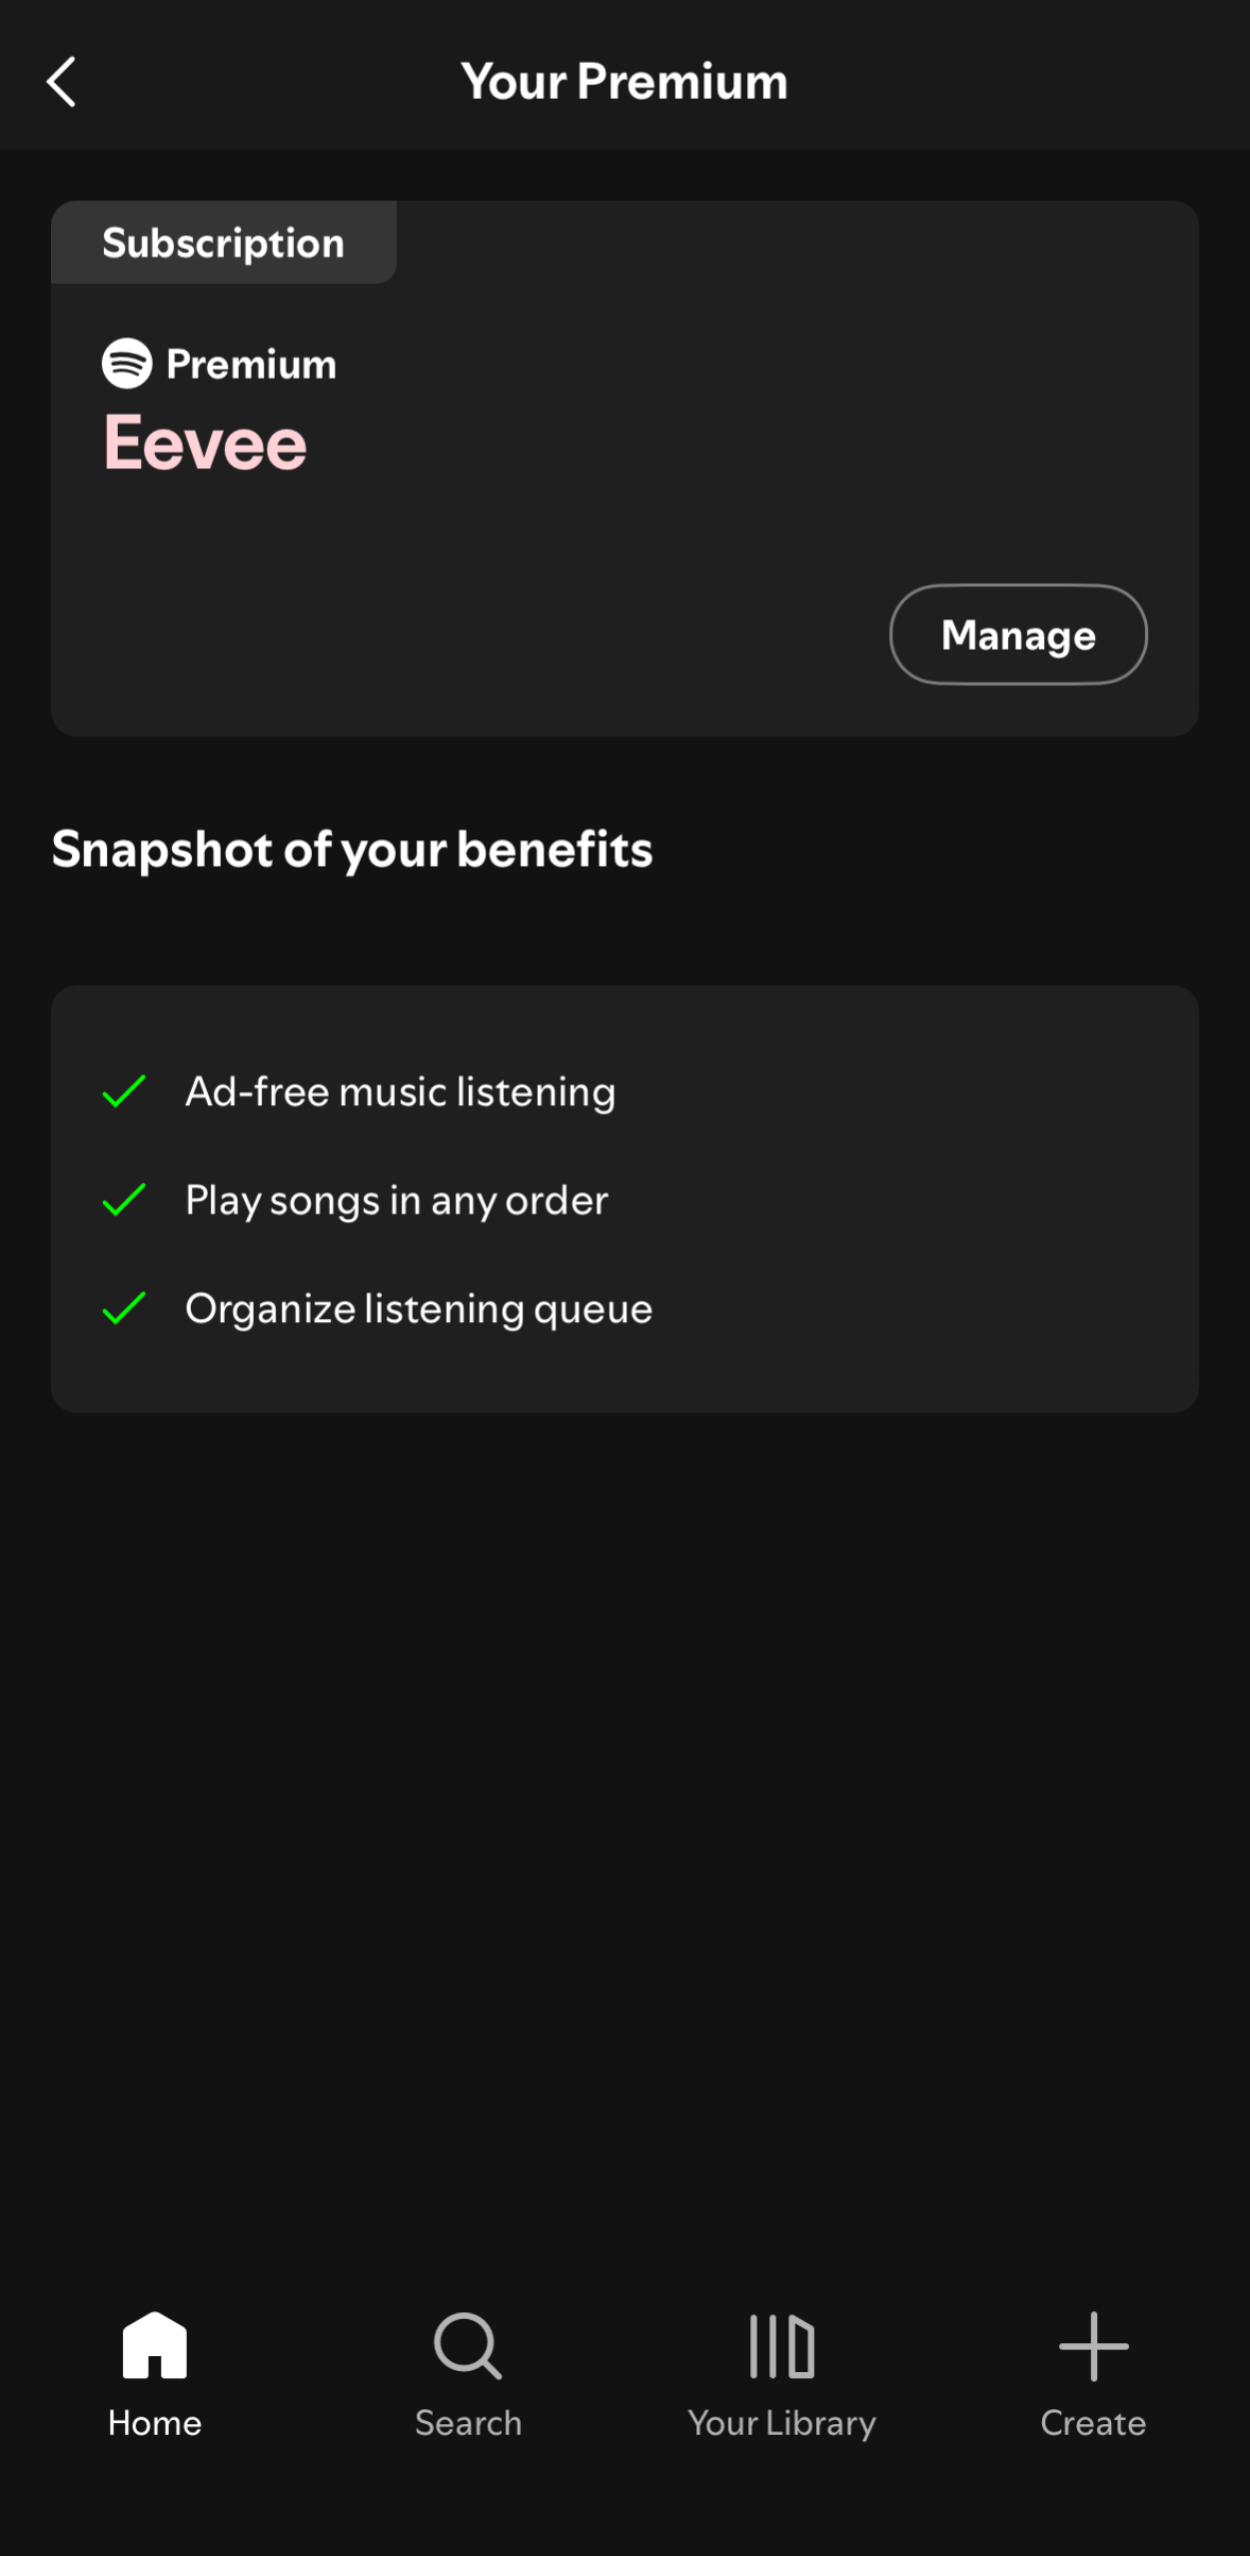 Your Premium
Subscription
Premium
Eevee
Manage
Snapshot of your benefits
Ad-free music listening
Play songs in any order
Organize listening queue
Home
Search
Your Library
Create